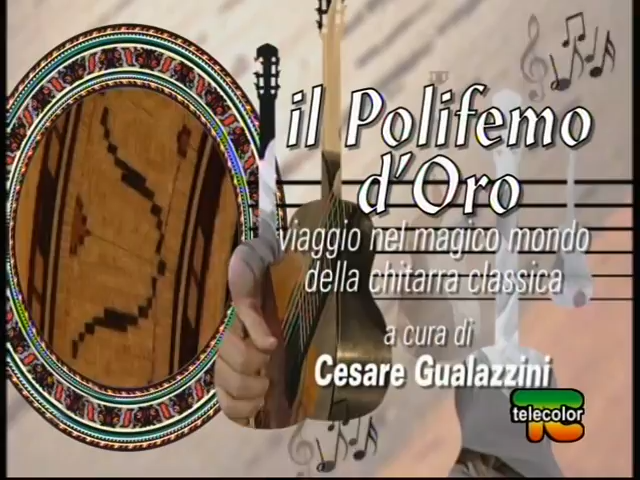 il Polifemo
d'Oro
viaggio nel magico mondo
della chitarra classica
a cura di
Cesare Gualazzini
telecolor